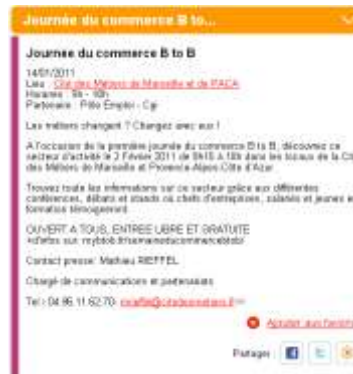 Journée du commerce B to...
Journée du commerce B to B
14/01/2011
Lieu : Cité des Métiers de Marseille et de PACA
Horaires : 9h - 18h
Partenaire : Pôle Emploi - Cgi
Les métiers changent ? Changez avec eux !
A l'occasion de la première journée du commerce B to B, découvrez ce
secteur d'activité le 2 Février 2011 de 9H15 à 18h dans les locaux de la Cité
des Métiers de Marseille et Provence-Alpes-Côte d'Azur.
Trouvez toute les informations sur ce secteur grâce aux différentes
conférences, débats et stands où chefs d'entreprises, salariés et jeunes en
formation témoigneront.
OUVERT A TOUS, ENTREE LIBRE ET GRATUITE
Contact presse: Mathieu RIEFFEL
Chargé de communications et partenariats
Tel : 04 96 11 62 70-
Ajouter aux favoris
Partager :